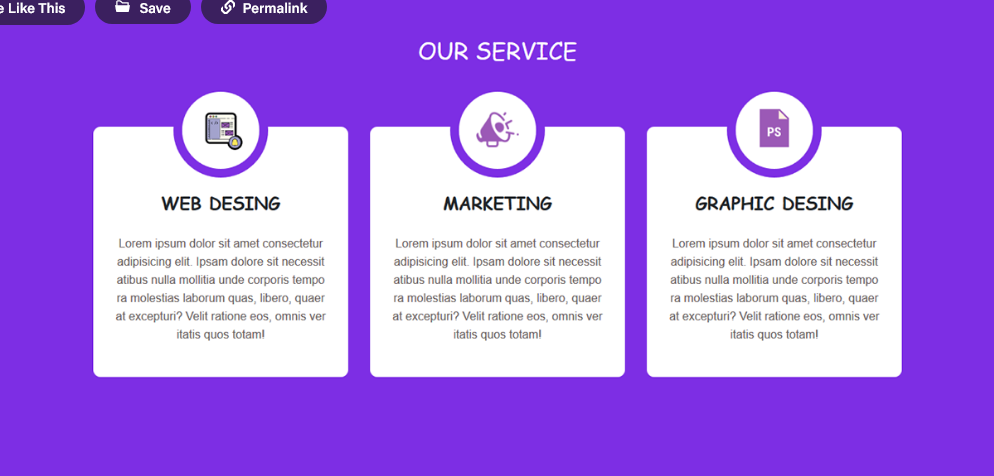 e Like This
Save
Permalink
OUR SERVICE
WEB DESING
Lorem ipsum dolor sit amet consectetur
adipisicing elit. Ipsam dolore sit necessit
atibus nulla mollitia unde corporis tempo
ra molestias laborum quas, libero, quaer
at excepturi? Velit ratione eos, omnis ver
itatis quos totam!
MARKETING
Lorem ipsum dolor sit amet consectetur
adipisicing elit. Ipsam dolore sit necessit
atibus nulla mollitia unde corporis tempo
ra molestias laborum quas, libero, quaer
at excepturi? Velit ratione eos, omnis ver
itatis quos totam!
PS
GRAPHIC DESING
Lorem ipsum dolor sit amet consectetur
adipisicing elit. Ipsam dolore sit necessit
atibus nulla mollitia unde corporis tempo
ra molestias laborum quas, libero, quaer
at excepturi? Velit ratione eos, omnis ver
itatis quos totam!